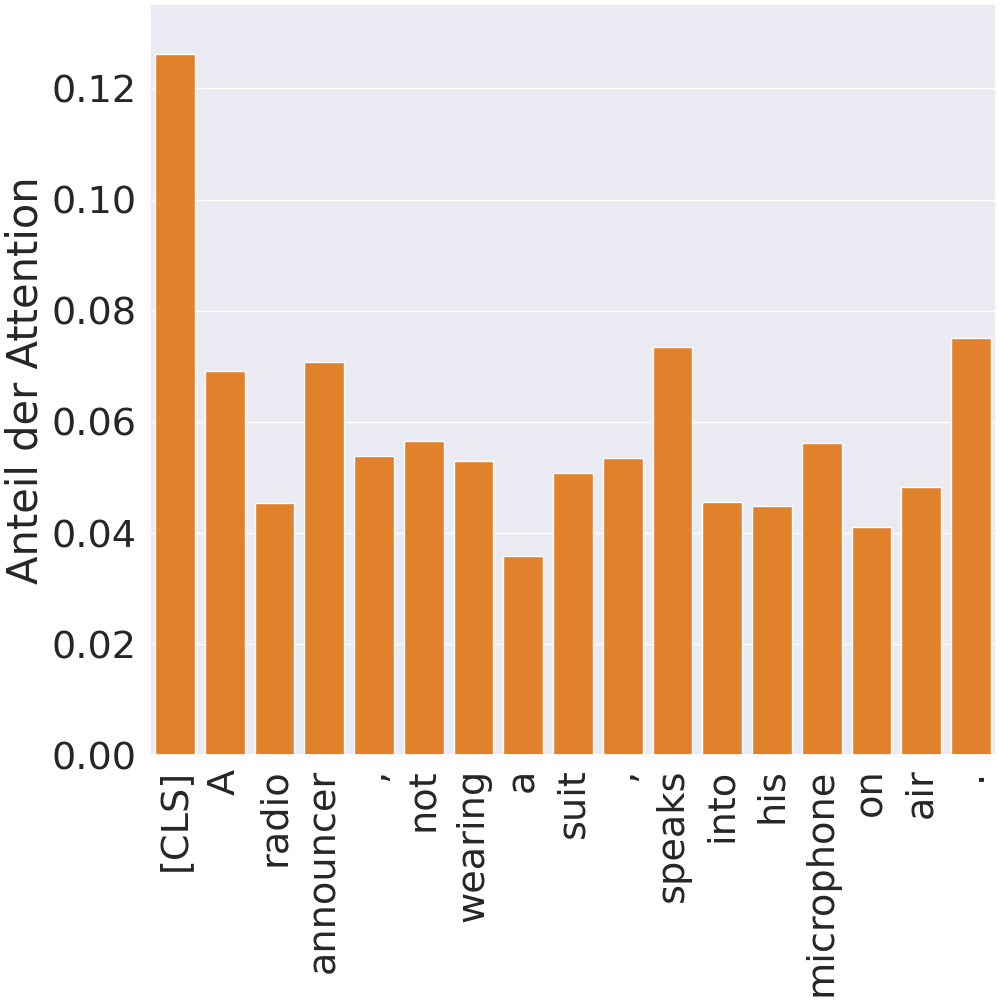 Anteil der Attention
0.12
0.10
0.08
0.06
0.04
0.02
0.00
[CLS]
A
radio
announcer
,
not
wearing
a
suit
,
speaks
into
his
microphone
on
air
.